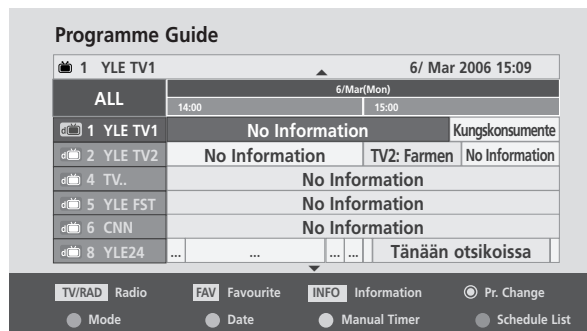 Programme Guide
1 YLE TV1 6/ Mar 2006 15:09
ALL 6/Mar(Mon)
14:00 15:00
d 1 YLE TV1 No Information Kungskonsumente
d 2 YLE TV2 No Information TV2: Farmen No Information
d 4 TV.. No Information
d 5 YLE FST No Information
d 6 CNN No Information
d 8 YLE24 ... ... ... ... Tänään otsikoissa
TV/RAD Radio FAV Favourite INFO Information Pr. Change
Mode Date Manual Timer Schedule List